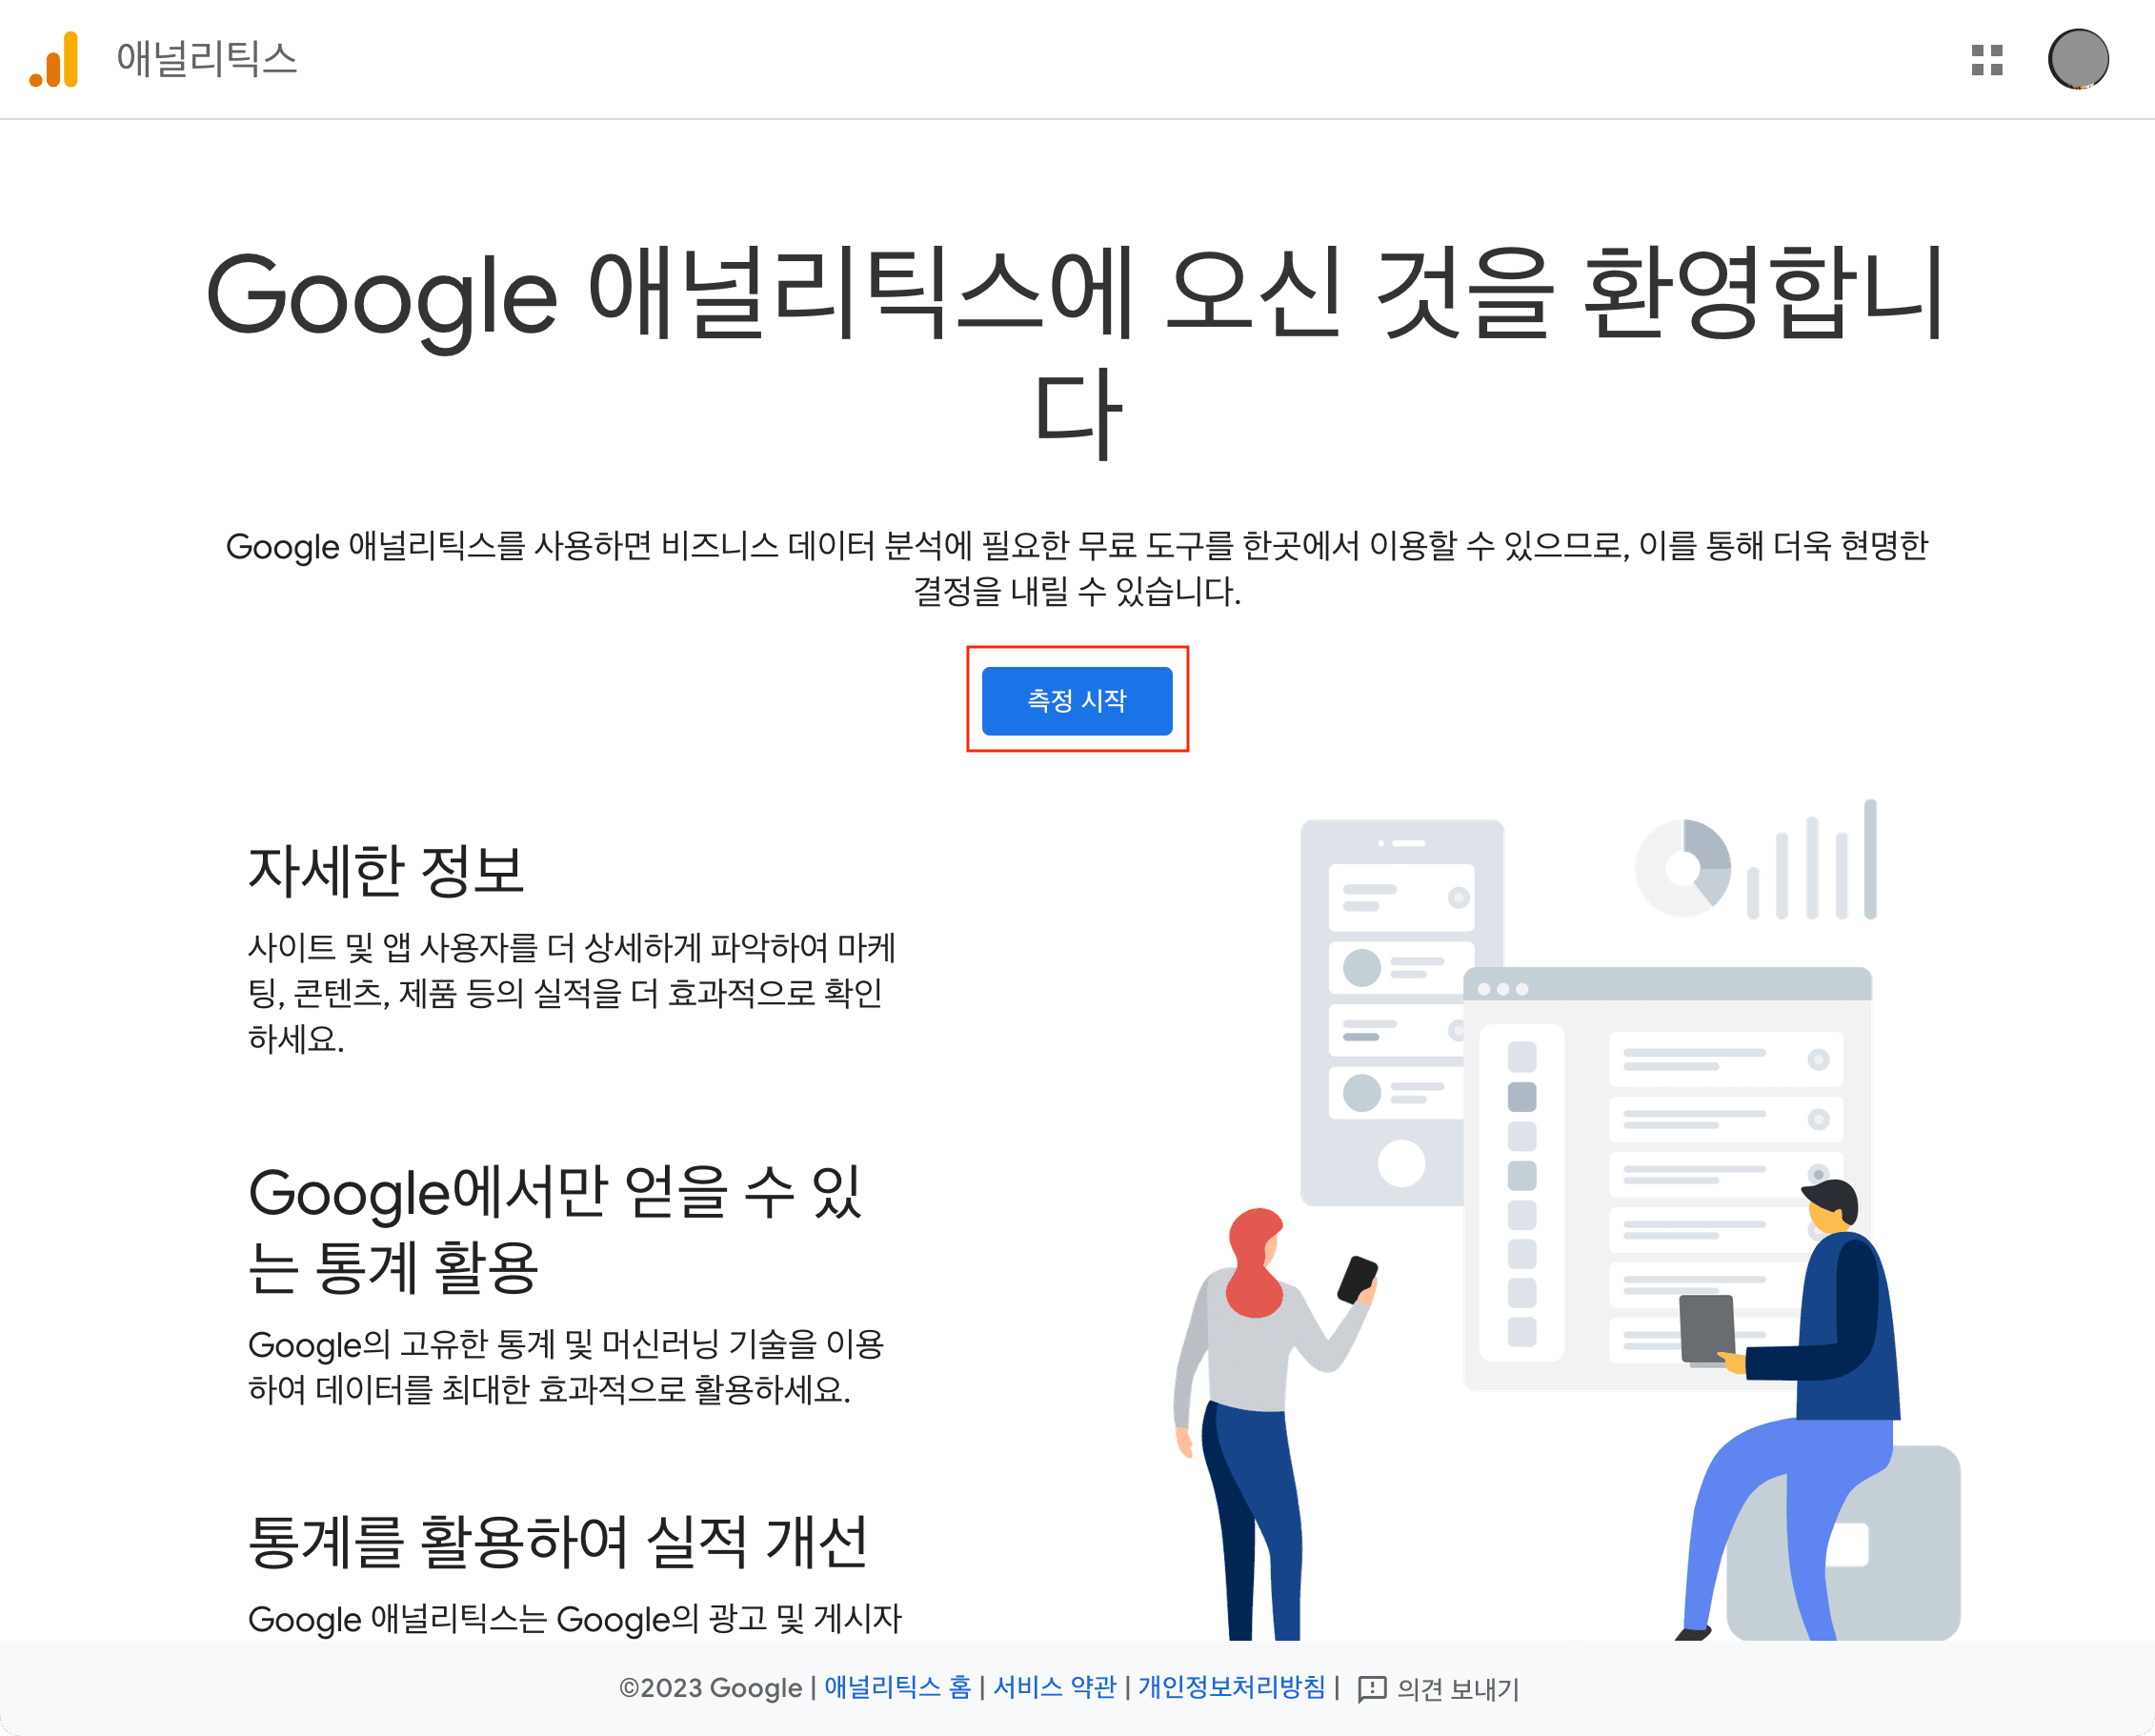 애널리틱스
Google 애널리틱스에 오신 것을 환영합니
다
Google 애널리틱스를 사용하면 비즈니스 데이터 분석에 필요한 무료 도구를 한곳에서 이용할 수 있으므로, 이를 통해 더욱 현명한
결정을 내릴 수 있습니다.
측정 시작
자세한 정보
사이트 및 앱 사용자를 더 상세하게 파악하여 마케
팅, 콘텐츠, 제품 등의 실적을 더 효과적으로 확인
하세요.
Google에서만 얻을 수 있
는 통계 활용
Google의 고유한 통계 및 머신러닝 기술을 이용
하여 데이터를 최대한 효과적으로 활용하세요.
통계를 활용하여 실적 개선
Google 애널리틱스는 Google의 광고 및 게시자
©2023 Google | 애널리틱스 홈 | 서비스 약관 | 개인정보처리방침 | 의견 보내기